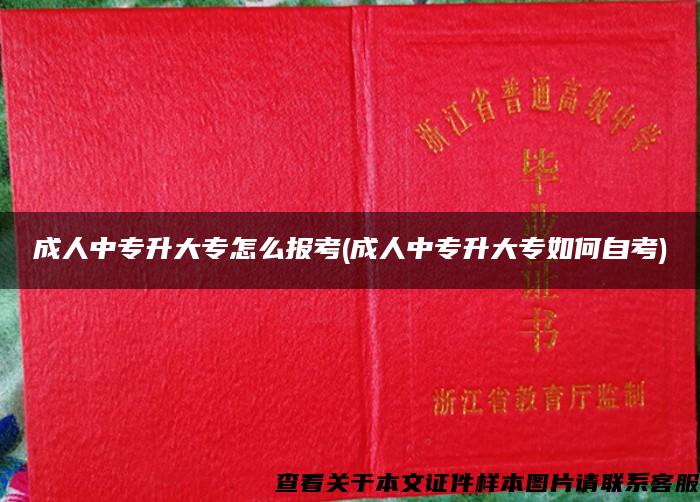 浙江省普通高级中学
毕业证书
成人中专升大专怎么报考(成人中专升大专如何自考)
浙江省教育厅监制
查看关于本文证件样本图片请联系客服